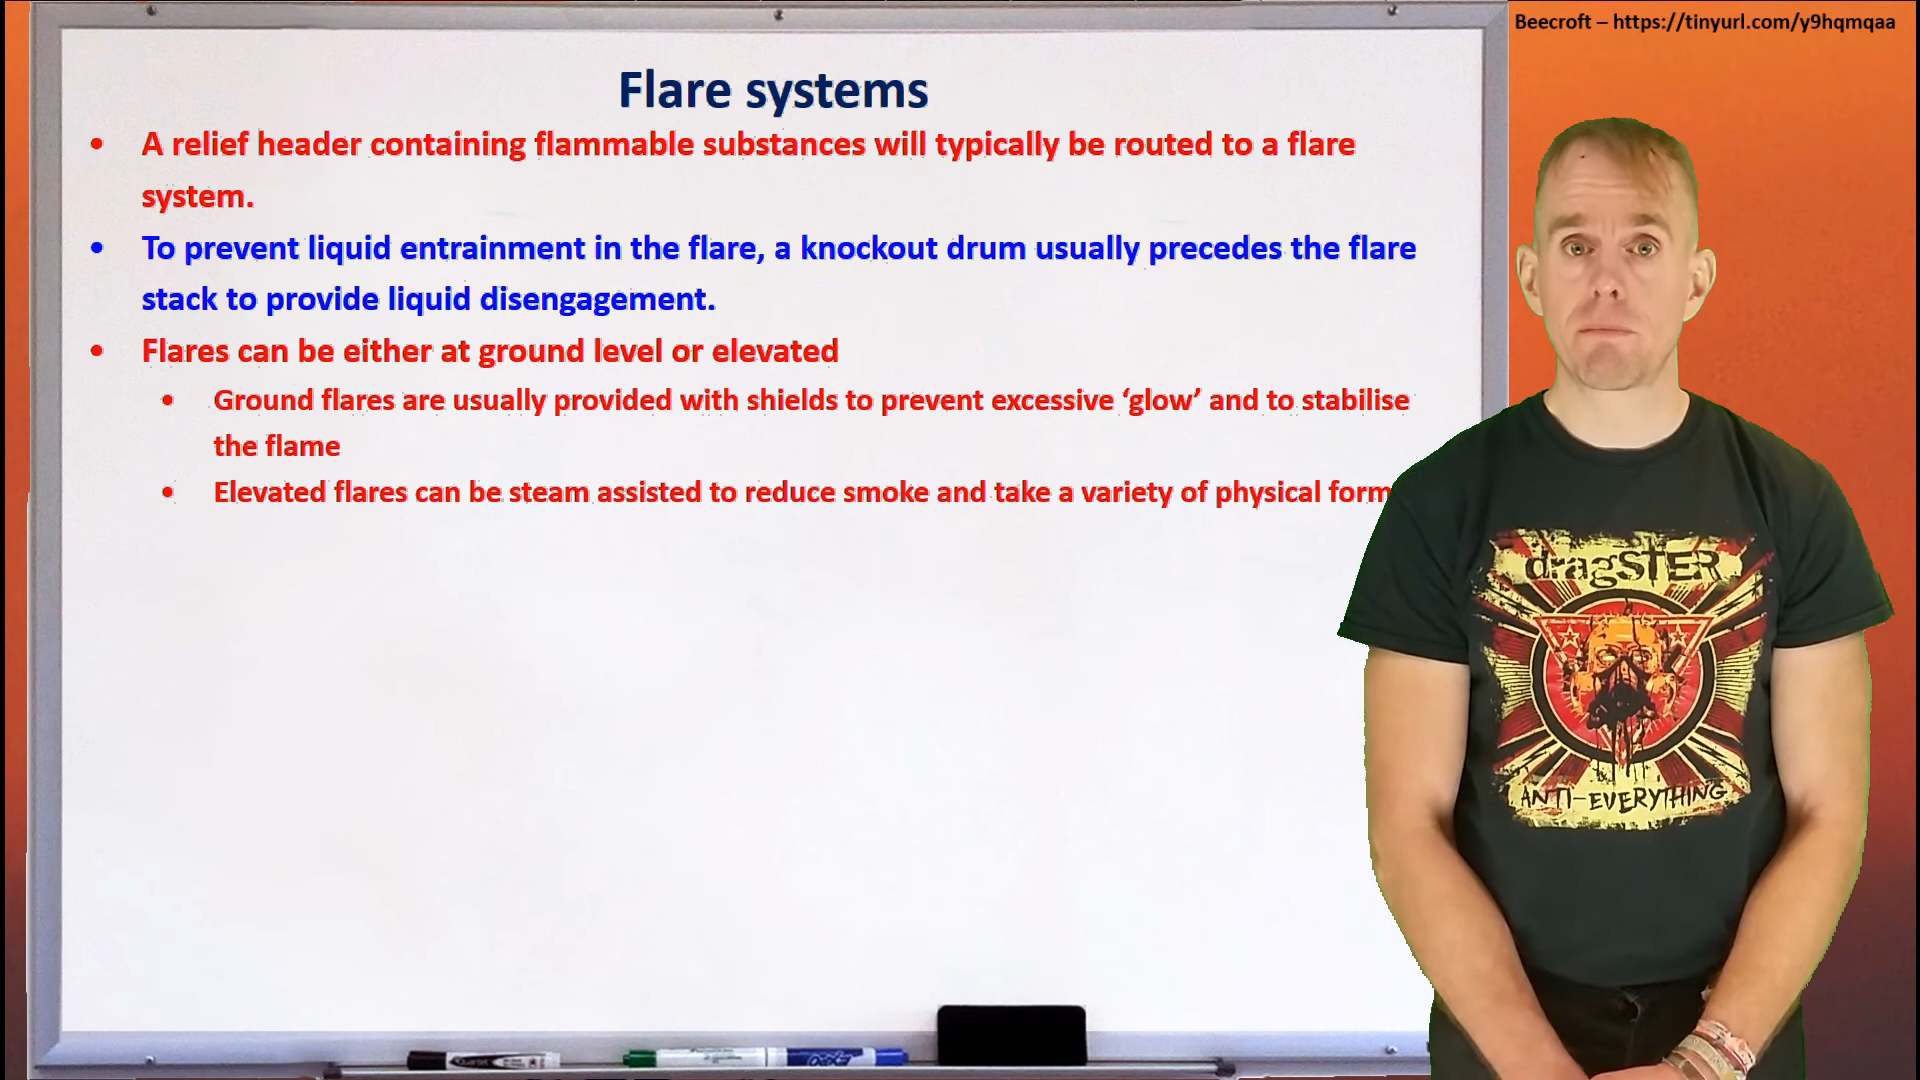 Beecroft – https://tinyurl.com/y9hqmqaa
Flare systems
• A relief header containing flammable substances will typically be routed to a flare
system.
• To prevent liquid entrainment in the flare, a knockout drum usually precedes the flare
stack to provide liquid disengagement.
• Flares can be either at ground level or elevated
• Ground flares are usually provided with shields to prevent excessive ‘glow’ and to stabilise
the flame
• Elevated flares can be steam assisted to reduce smoke and take a variety of physical form
dragSTER
ANTI-EVERYTHING